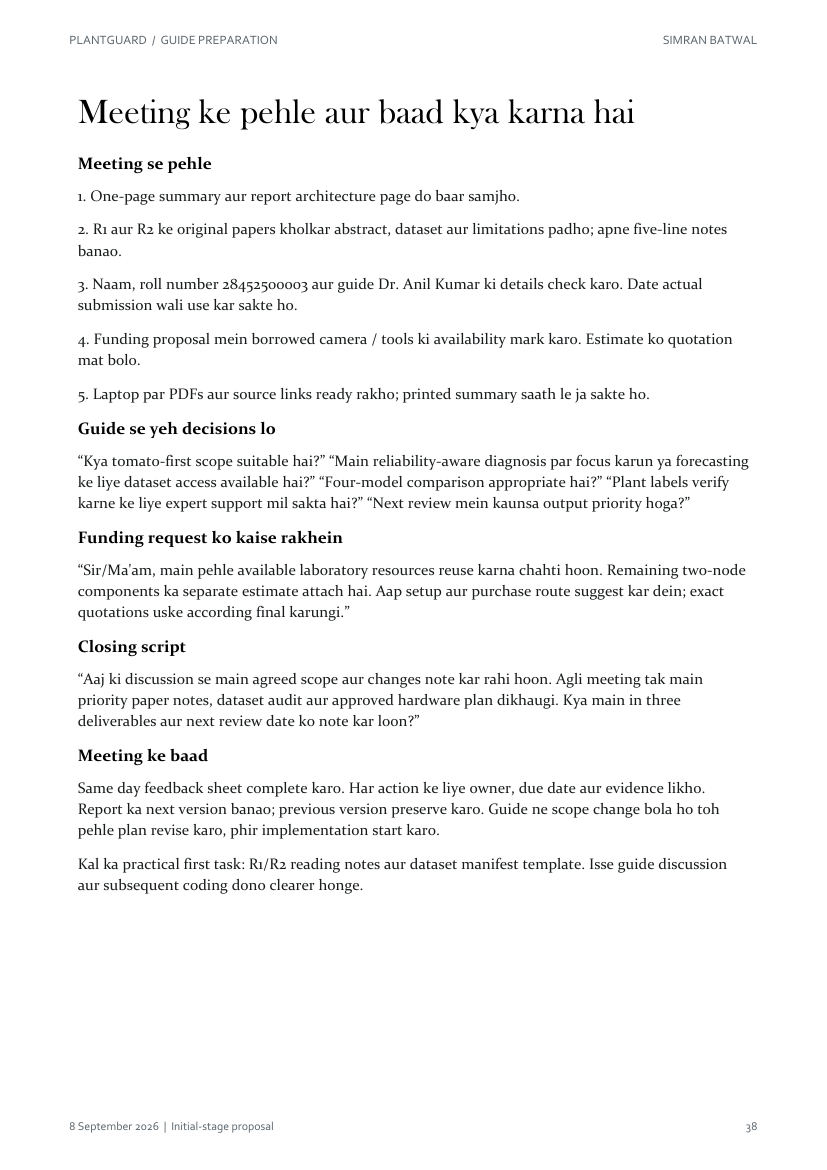 PLANTGUARD / GUIDE PREPARATION
SIMRAN BATWAL
Meeting ke pehle aur baad kya karna hai
Meeting se pehle
1. One-page summary aur report architecture page do baar samjho.
2. R1 aur R2 ke original papers kholkar abstract, dataset aur limitations padho; apne five-line notes
banao.
3. Naam, roll number 28452500003 aur guide Dr. Anil Kumar ki details check karo. Date actual
submission wali use kar sakte ho.
4. Funding proposal mein borrowed camera / tools ki availability mark karo. Estimate ko quotation
mat bolo.
5. Laptop par PDFs aur source links ready rakho; printed summary saath le ja sakte ho.
Guide se yeh decisions lo
“Kya tomato-first scope suitable hai?” “Main reliability-aware diagnosis par focus karun ya forecasting
ke liye dataset access available hai?” “Four-model comparison appropriate hai?” “Plant labels verify
karne ke liye expert support mil sakta hai?” “Next review mein kaunsa output priority hoga?”
Funding request ko kaise rakhein
“Sir/Ma'am, main pehle available laboratory resources reuse karna chahti hoon. Remaining two-node
components ka separate estimate attach hai. Aap setup aur purchase route suggest kar dein; exact
quotations uske according final karungi.”
Closing script
“Aaj ki discussion se main agreed scope aur changes note kar rahi hoon. Agli meeting tak main
priority paper notes, dataset audit aur approved hardware plan dikhaugi. Kya main in three
deliverables aur next review date ko note kar loon?”
Meeting ke baad
Same day feedback sheet complete karo. Har action ke liye owner, due date aur evidence likho.
Report ka next version banao; previous version preserve karo. Guide ne scope change bola ho toh
pehle plan revise karo, phir implementation start karo.
Kal ka practical first task: R1/R2 reading notes aur dataset manifest template. Isse guide discussion
aur subsequent coding dono clearer honge.
8 September 2026 | Initial-stage proposal
38